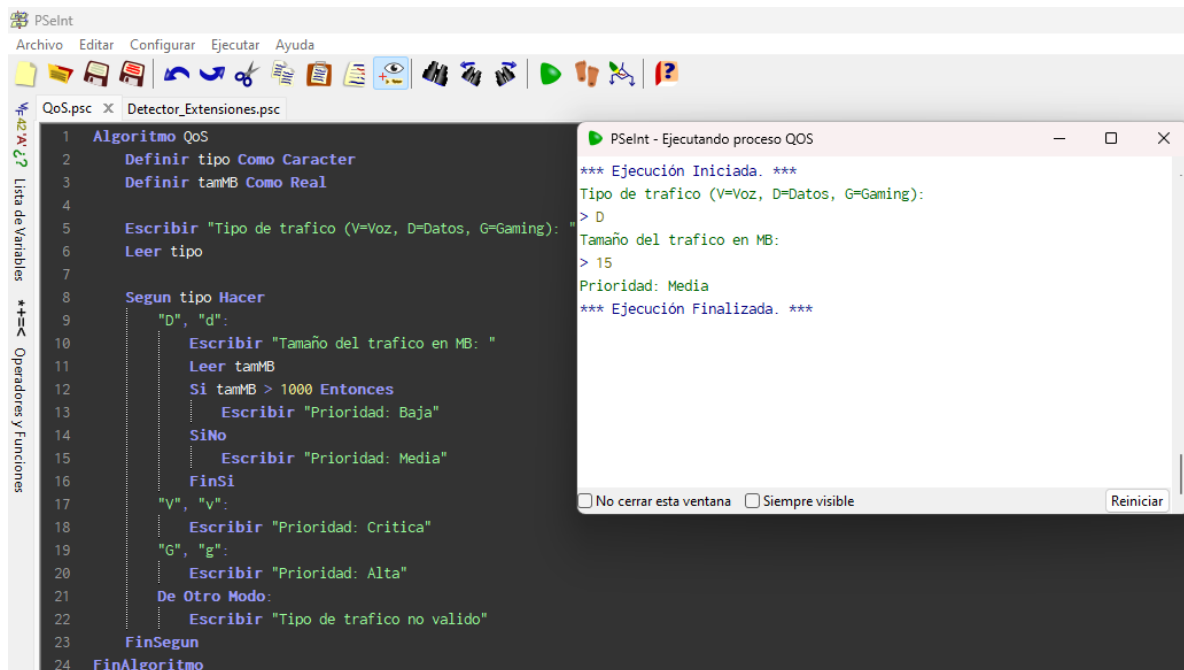 PSeInt
Archivo Editar Configurar Ejecutar Ayuda
QoS.psc X Detector_Extensiones.psc
Lista de Variables
*+=< Operadores y Funciones
1 Algoritmo QoS
2 Definir tipo Como Caracter
3 Definir tamMB Como Real
4
5 Escribir "Tipo de trafico (V=Voz, D=Datos, G=Gaming): "
6 Leer tipo
7
8 Segun tipo Hacer
9 "D", "d":
10 Escribir "Tamaño del trafico en MB: "
11 Leer tamMB
12 Si tamMB > 1000 Entonces
13 Escribir "Prioridad: Baja"
14 SiNo
15 Escribir "Prioridad: Media"
16 FinSi
17 "V", "v":
18 Escribir "Prioridad: Critica"
19 "G", "g":
20 Escribir "Prioridad: Alta"
21 De Otro Modo:
22 Escribir "Tipo de trafico no valido"
23 FinSegun
24 FinAlgoritmo
PSeInt - Ejecutando proceso QOS
*** Ejecución Iniciada. ***
Tipo de trafico (V=Voz, D=Datos, G=Gaming):
> D
Tamaño del trafico en MB:
> 15
Prioridad: Media
*** Ejecución Finalizada. ***
No cerrar esta ventana Siempre visible Reiniciar